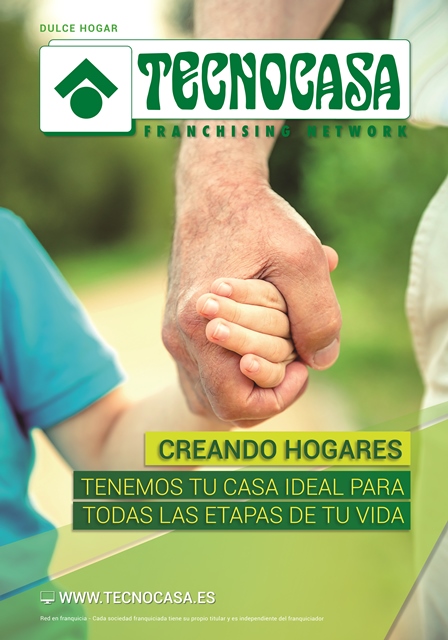 DULCE HOGAR
TECNOCASA
FRANCHISING NETWORK
CREANDO HOGARES
TENEMOS TU CASA IDEAL PARA
TODAS LAS ETAPAS DE TU VIDA
WWW.TECNOCASA.ES
Red en franquicia - Cada sociedad franquiciada tiene su propio titular y es independiente del franquiciador